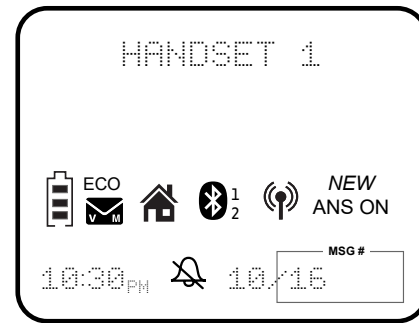 HANDSET 1
ECO
V M
1
2
NEW
ANS ON
MSG #
10:30PM 10/16